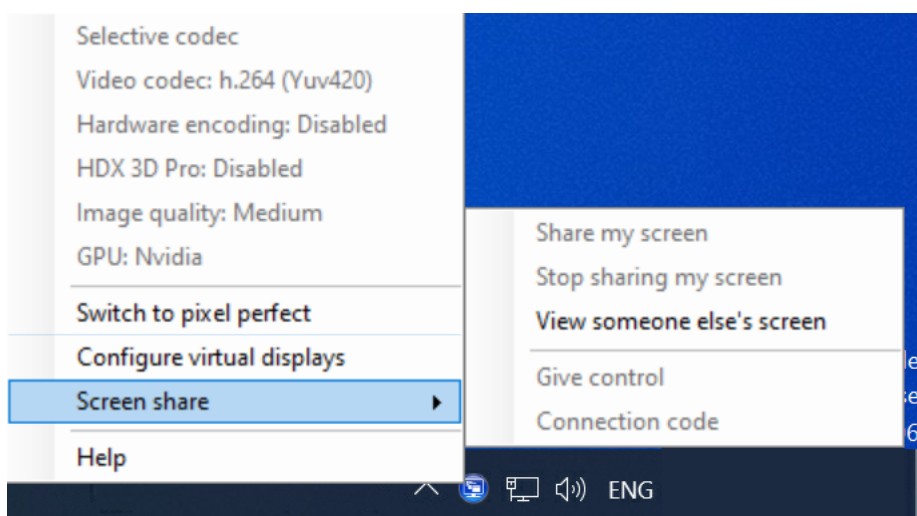 Selective codec
Video codec: h.264 (Yuv420)
Hardware encoding: Disabled
HDX 3D Pro: Disabled
Image quality: Medium
GPU: Nvidia
Switch to pixel perfect
Configure virtual displays
Screen share
Help
Share my screen
Stop sharing my screen
View someone else's screen
Give control
Connection code
ENG